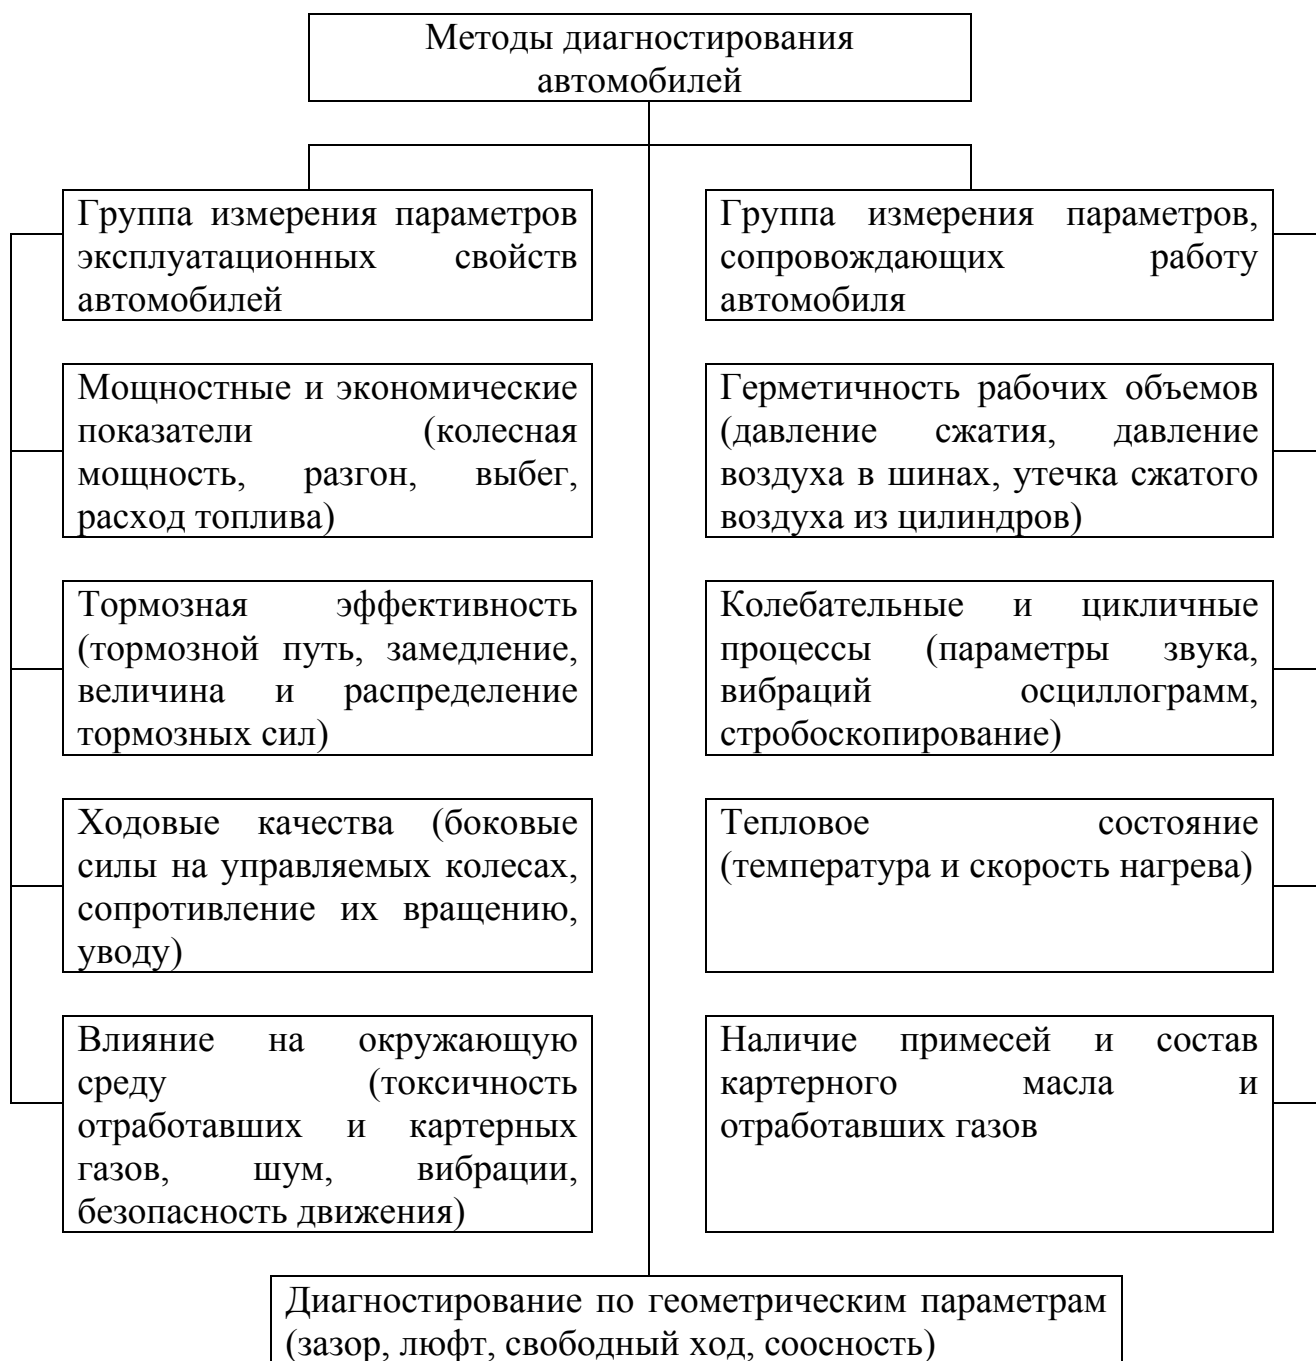 Методы диагностирования
автомобилей
Группа измерения параметров
эксплуатационных свойств
автомобилей
Мощностные и экономические
показатели (колесная
мощность, разгон, выбег,
расход топлива)
Тормозная эффективность
(тормозной путь, замедление,
величина и распределение
тормозных сил)
Ходовые качества (боковые
силы на управляемых колесах,
сопротивление их вращению,
уводу)
Влияние на окружающую
среду (токсичность
отработавших и картерных
газов, шум, вибрации,
безопасность движения)
Группа измерения параметров,
сопровождающих работу
автомобиля
Герметичность рабочих объемов
(давление сжатия, давление
воздуха в шинах, утечка сжатого
воздуха из цилиндров)
Колебательные и цикличные
процессы (параметры звука,
вибраций осциллограмм,
стробоскопирование)
Тепловое состояние
(температура и скорость нагрева)
Наличие примесей и состав
картерного масла и
отработавших газов
Диагностирование по геометрическим параметрам
(зазор, люфт, свободный ход, соосность)